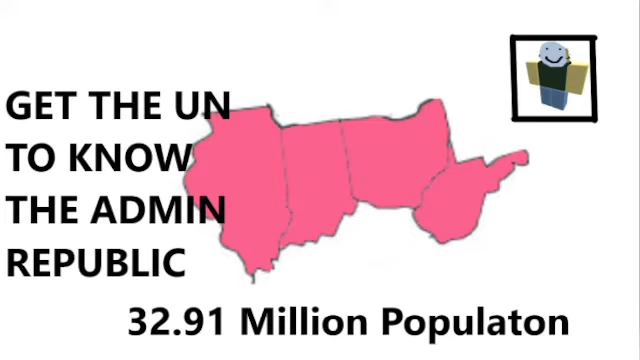 GET THE UN
TO KNOW
THE ADMIN
REPUBLIC
32.91 Million Populaton